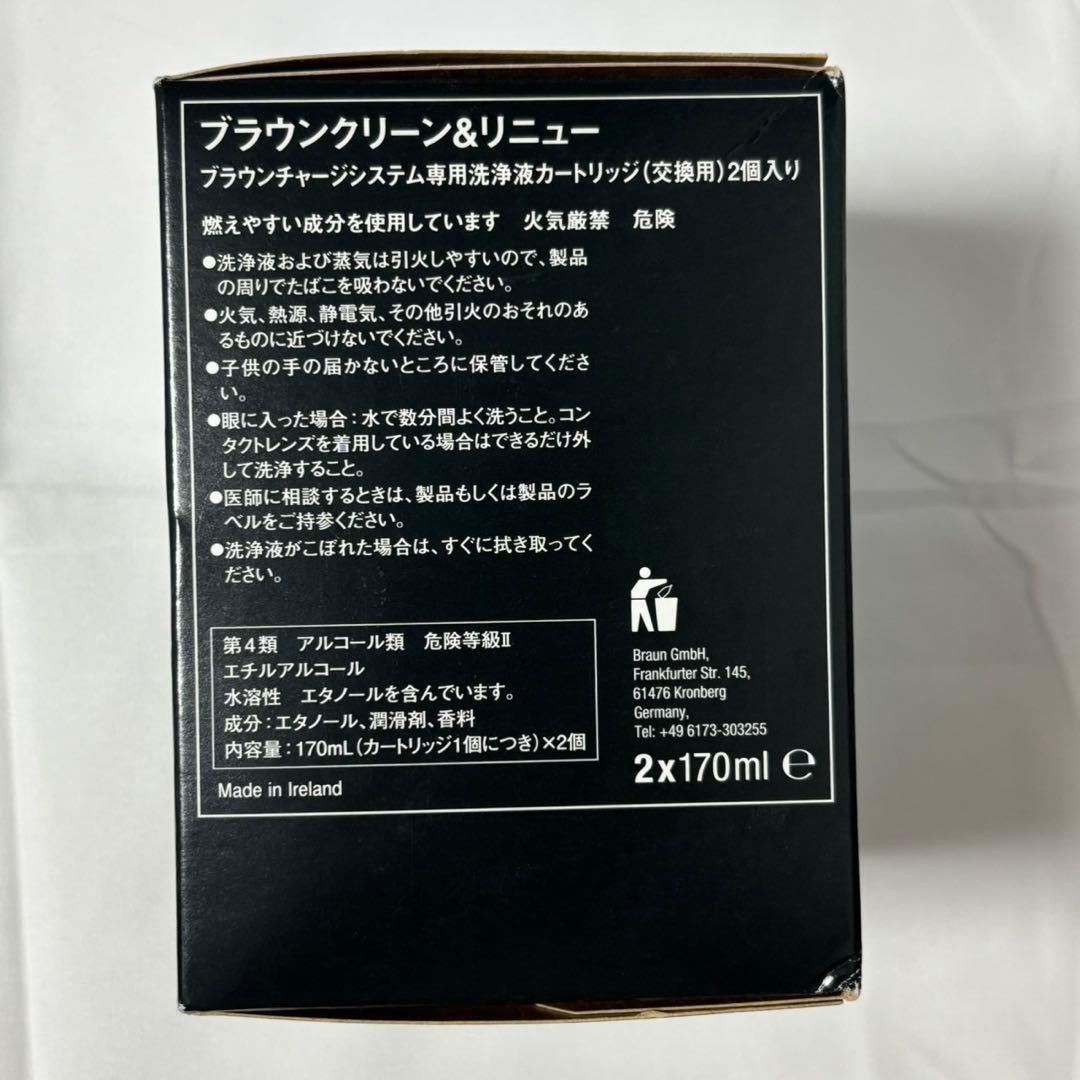 ブラウンクリーン&リニュー
ブラウンチャージシステム専用洗浄液カートリッジ(交換用)2個入り
燃えやすい成分を使用しています 火気厳禁 危険
●洗浄液および蒸気は引火しやすいので、製品
の周りでたばこを吸わないでください。
●火気、熱源、静電気、その他引火のおそれのあ
るものに近づけないでください。
●子供の手の届かないところに保管してくださ
い。
●眼に入った場合:水で数分間よく洗うこと。コン
タクトレンズを着用している場合はできるだけ外
して洗浄すること。
●医師に相談するときは、製品もしくは製品のラ
ベルをご持参ください。
●洗浄液がこぼれた場合は、すぐに拭き取ってく
ださい。
第4類 アルコール類 危険等級Ⅱ
エチルアルコール
水溶性 エタノールを含んでいます。
成分:エタノール、潤滑剤、香料
内容量:170mL(カートリッジ1個につき)×2個
Made in Ireland
Braun GmbH,
Frankfurter Str. 145,
61476 Kronberg
Germany,
Tel: +49 6173-303255
2x170ml ℮